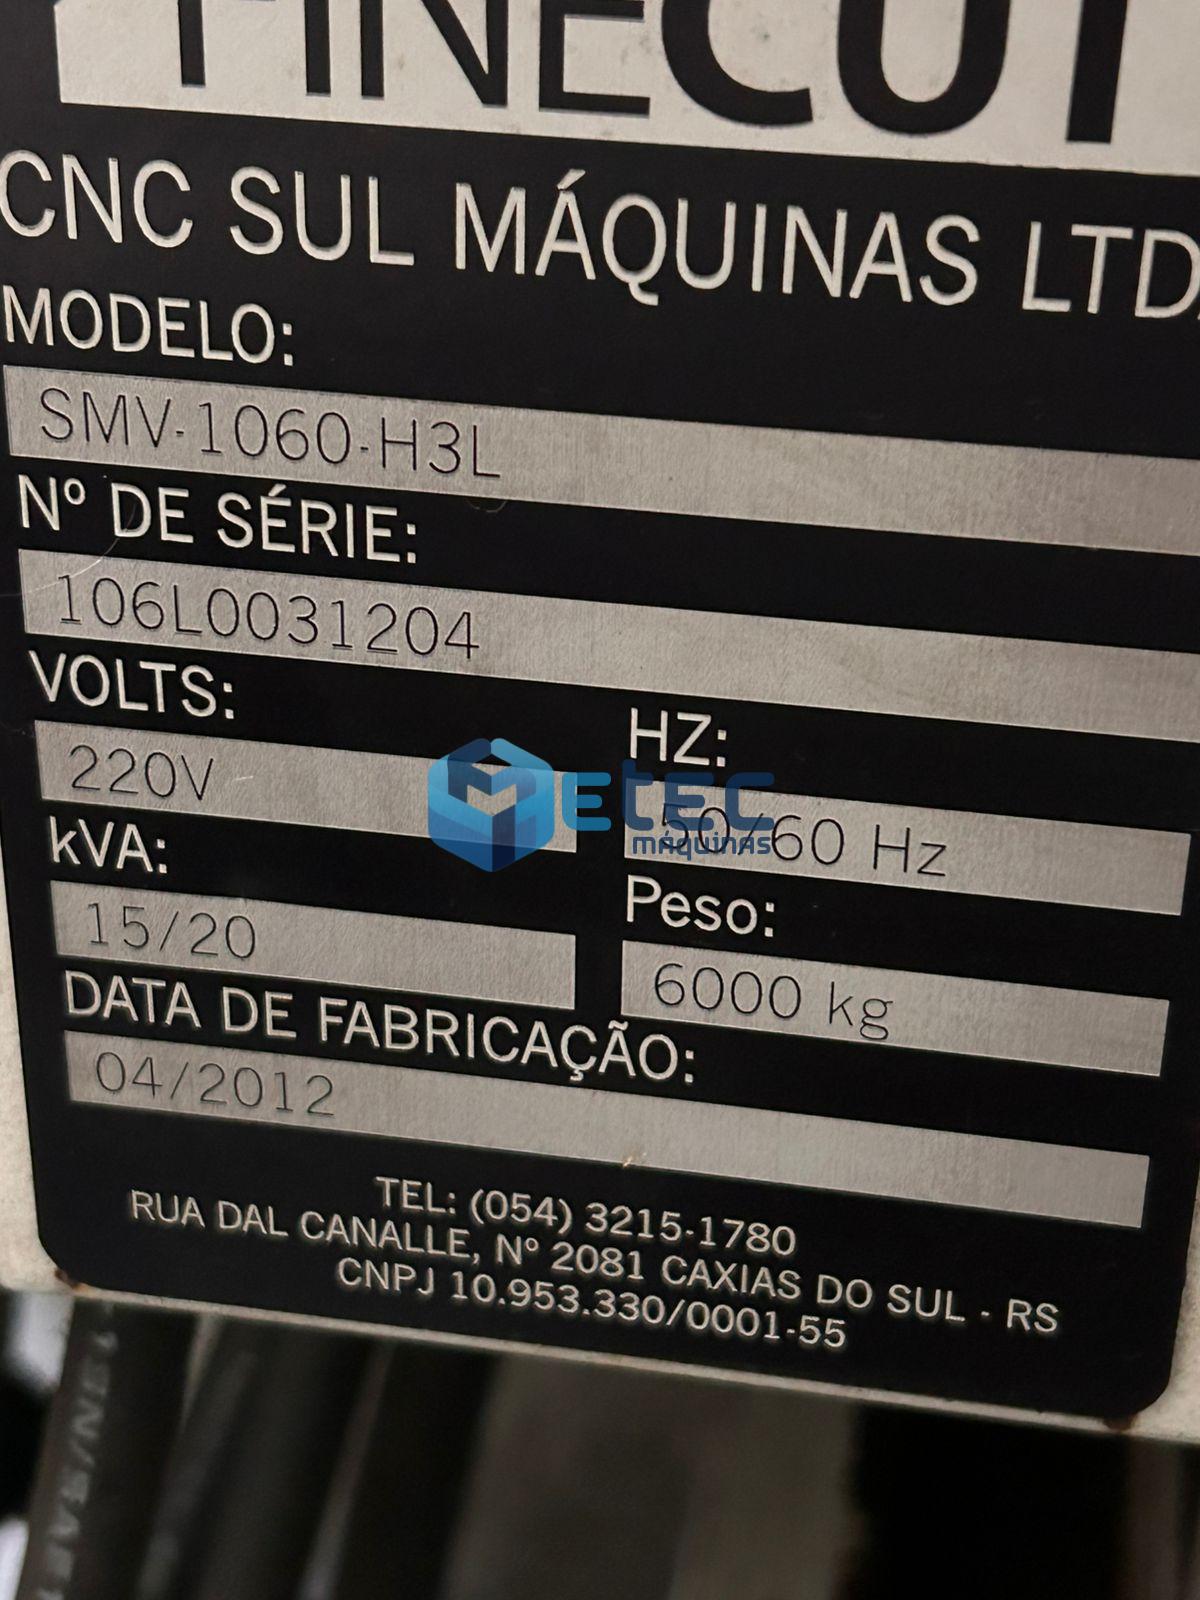 FINECUT
CNC SUL MÁQUINAS LTDA.
MODELO:
SMV-1060-H3L
Nº DE SÉRIE:
106L0031204
VOLTS:
220V
HZ:
50/60 Hz
METEC
máquinas
kVA:
15/20
Peso:
6000 kg
DATA DE FABRICAÇÃO:
04/2012
TEL: (054) 3215-1780
RUA DAL CANALLE, Nº 2081 CAXIAS DO SUL - RS
CNPJ 10.953.330/0001-55